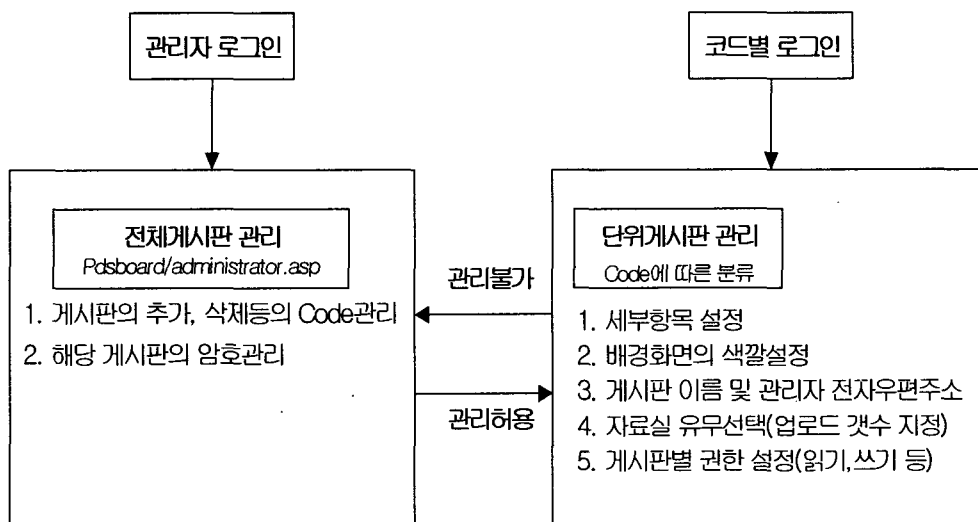 관리자 로그인
코드별 로그인
전체게시판 관리
Pdsboard/administrator.asp
1. 게시판의 추가, 삭제등의 Code관리
2. 해당 게시판의 암호관리
관리불가
관리허용
단위게시판 관리
Code에 따른 분류
1. 세부항목 설정
2. 배경화면의 색깔설정
3. 게시판 이름 및 관리자 전자우편주소
4. 자료실 유무선택(업로드 갯수 지정)
5. 게시판별 권한 설정(읽기,쓰기 등)